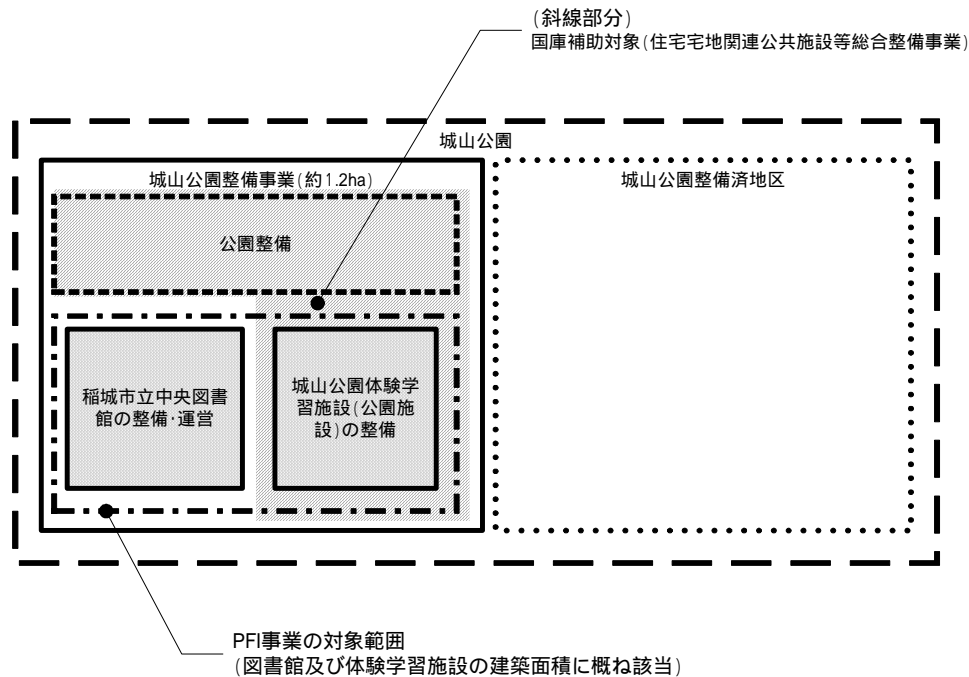 (斜線部分)
国庫補助対象(住宅宅地関連公共施設等総合整備事業)
城山公園
城山公園整備事業(約1.2ha)
城山公園整備済地区
公園整備
稲城市立中央図書
館の整備・運営
城山公園体験学
習施設(公園施
設)の整備
PFI事業の対象範囲
(図書館及び体験学習施設の建築面積に概ね該当)